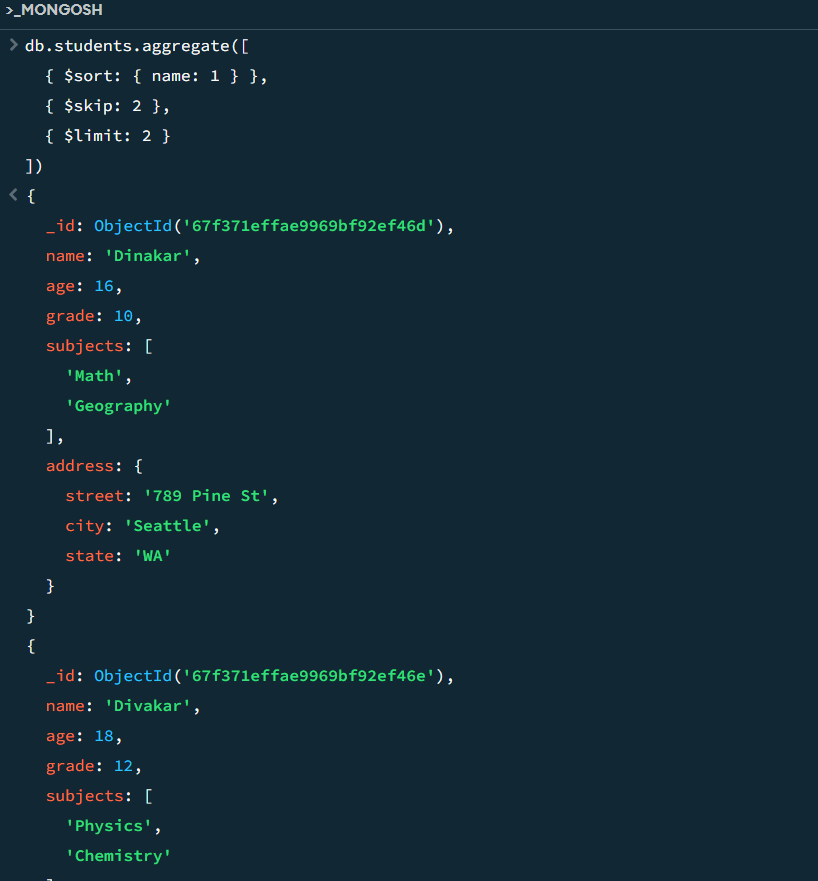 >_MONGOSH
> db.students.aggregate([
{ $sort: { name: 1 } },
{ $skip: 2 },
{ $limit: 2 }
])
< {
_id: ObjectId('67f371effae9969bf92ef46d'),
name: 'Dinakar',
age: 16,
grade: 10,
subjects: [
'Math',
'Geography'
],
address: {
street: '789 Pine St',
city: 'Seattle',
state: 'WA'
}
}
{
_id: ObjectId('67f371effae9969bf92ef46e'),
name: 'Divakar',
age: 18,
grade: 12,
subjects: [
'Physics',
'Chemistry'